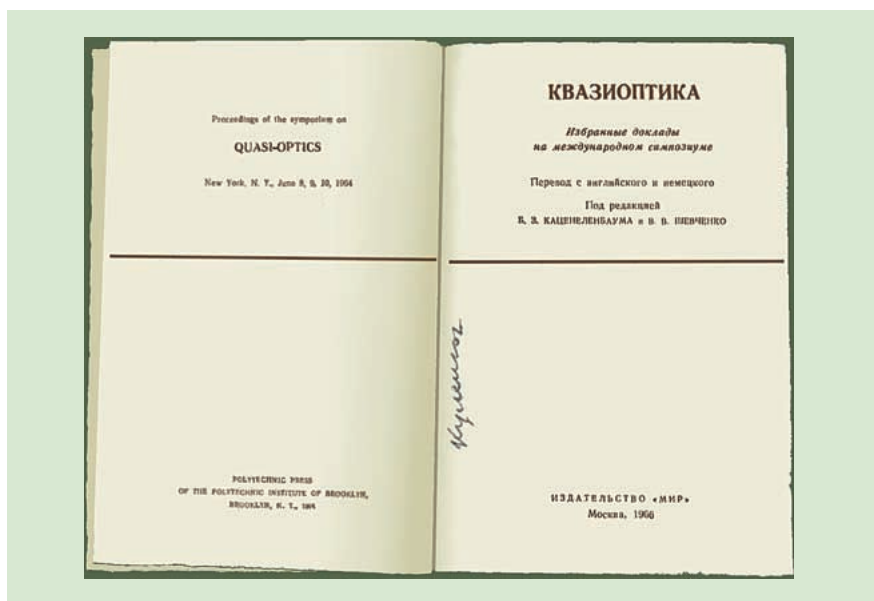 Proceedings of the symposium on
QUASI-OPTICS
New York, N. Y., June 8, 9, 10, 1964
POLYTECHNIC PRESS
OF THE POLYTECHNIC INSTITUTE OF BROOKLYN,
BROOKLYN, N. Y., 1964
КВАЗИОПТИКА
Избранные доклады
на международном симпозиуме
Перевод с английского и немецкого
Под редакцией
Б. З. КАЦЕНЕЛЕНБАУМА и В. В. ШЕВЧЕНКО
ИЗДАТЕЛЬСТВО «МИР»
Москва, 1966